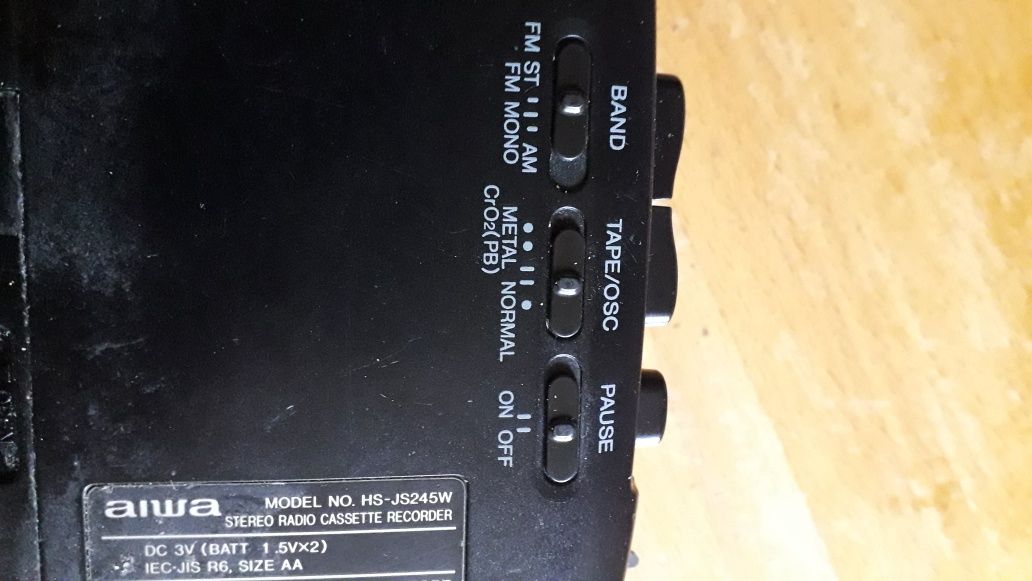 BAND
FM ST
AM
FM MONO
TAPE/OSC
METAL NORMAL
CrO2(PB)
PAUSE
ON OFF
aiwa
MODEL NO. HS-JS245W
STEREO RADIO CASSETTE RECORDER
DC 3V (BATT 1.5V×2)
IEC·JIS R6, SIZE AA